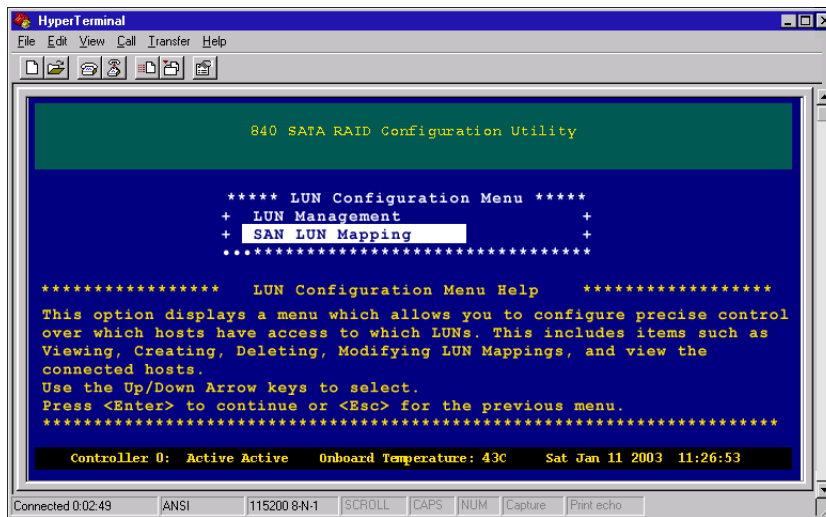 HyperTerminal
File Edit View Call Transfer Help
840 SATA RAID Configuration Utility
***** LUN Configuration Menu *****
+ LUN Management +
+ SAN LUN Mapping +
...********************************
***************** LUN Configuration Menu Help ******************
This option displays a menu which allows you to configure precise control
over which hosts have access to which LUNs. This includes items such as
Viewing, Creating, Deleting, Modifying LUN Mappings, and view the
connected hosts.
Use the Up/Down Arrow keys to select.
Press <Enter> to continue or <Esc> for the previous menu.
**********************************************************************
Controller 0: Active Active Onboard Temperature: 43C Sat Jan 11 2003 11:26:53
Connected 0:02:49 ANSI 115200 8-N-1 SCROLL CAPS NUM Capture Print echo